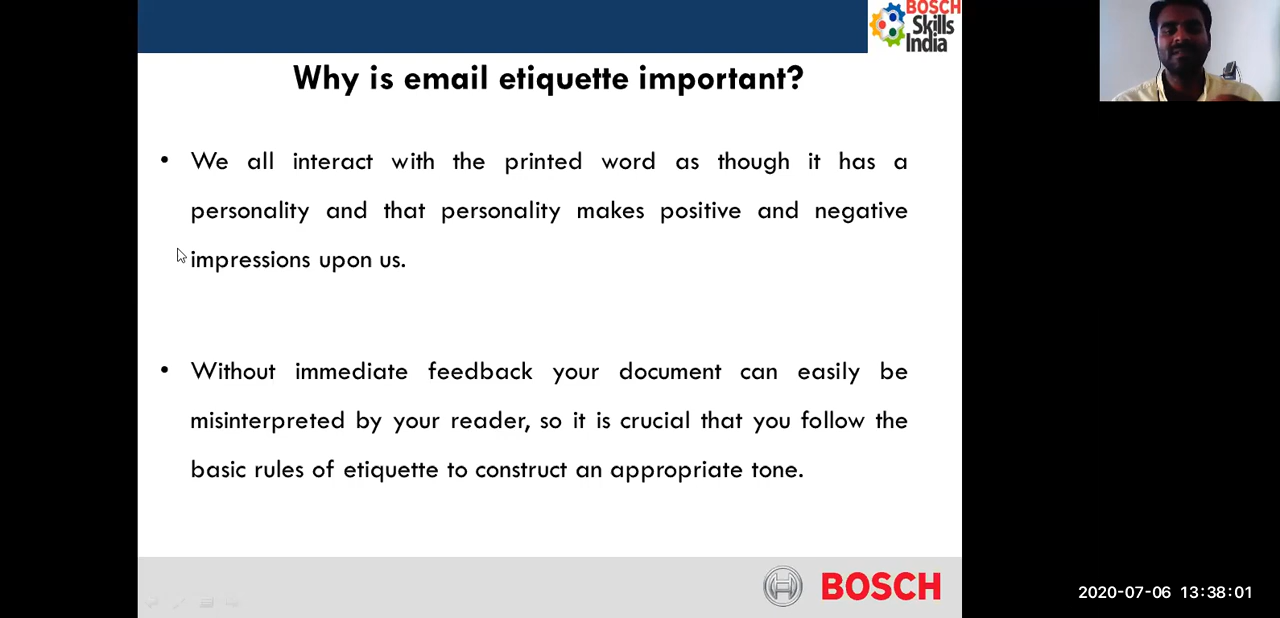 BOSCH
Skills
India
Why is email etiquette important?
• We all interact with the printed word as though it has a
personality and that personality makes positive and negative
impressions upon us.
• Without immediate feedback your document can easily be
misinterpreted by your reader, so it is crucial that you follow the
basic rules of etiquette to construct an appropriate tone.
BOSCH
2020-07-06 13:38:01